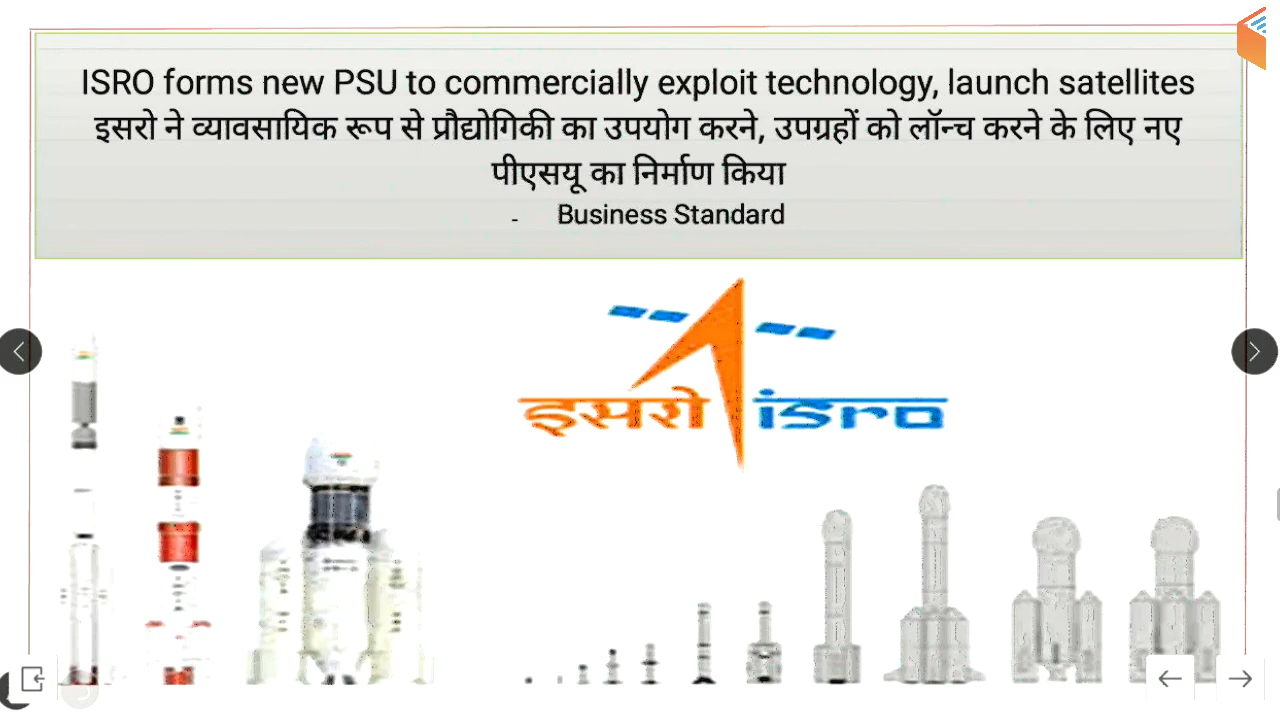 ISRO forms new PSU to commercially exploit technology, launch satellites
इसरो ने व्यावसायिक रूप से प्रौद्योगिकी का उपयोग करने, उपग्रहों को लॉन्च करने के लिए नए
पीएसयू का निर्माण किया
- Business Standard
इसरो isro